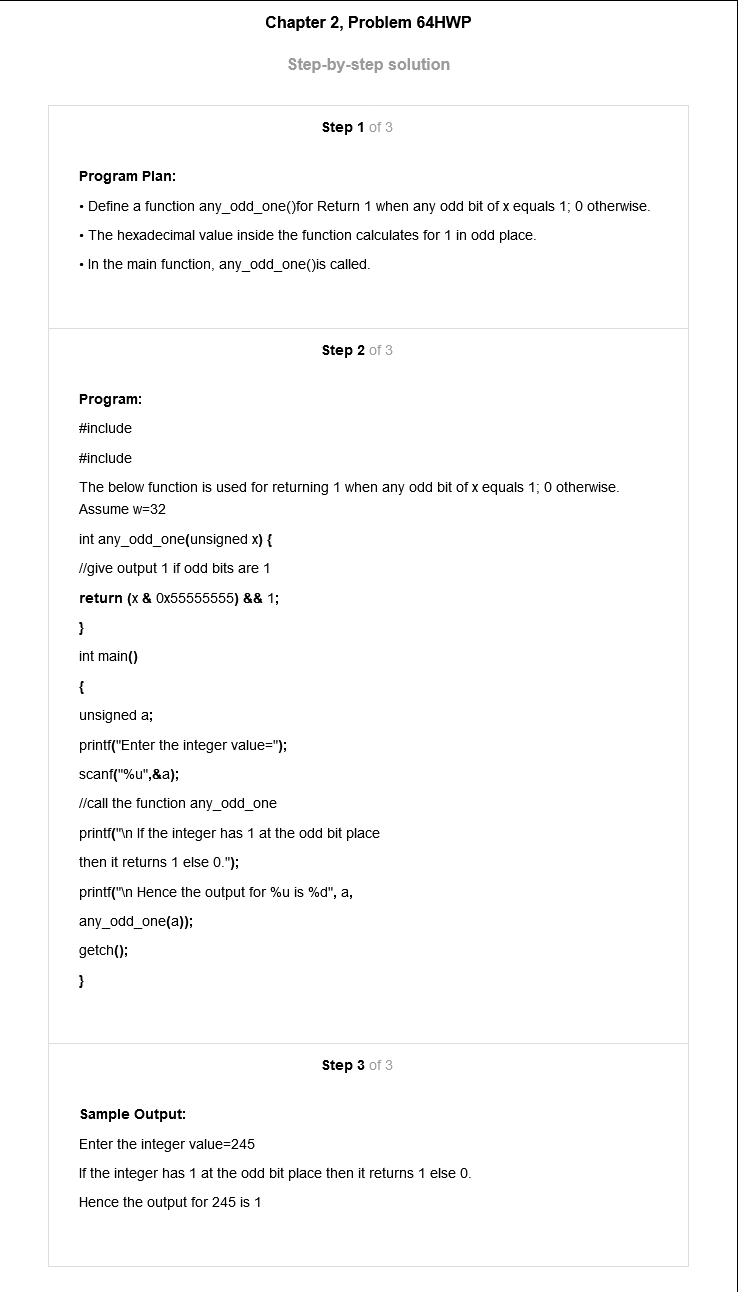 Chapter 2, Problem 64HWP
Step-by-step solution
Step 1 of 3
Program Plan:
• Define a function any_odd_one()for Return 1 when any odd bit of x equals 1; 0 otherwise.
• The hexadecimal value inside the function calculates for 1 in odd place.
• In the main function, any_odd_one()is called.
Step 2 of 3
Program:
#include
#include
The below function is used for returning 1 when any odd bit of x equals 1; 0 otherwise.
Assume w=32
int any_odd_one(unsigned x) {
//give output 1 if odd bits are 1
return (x & 0x55555555) && 1;
}
int main()
{
unsigned a;
printf("Enter the integer value=");
scanf("%u",&a);
//call the function any_odd_one
printf("\n If the integer has 1 at the odd bit place
then it returns 1 else 0.");
printf("\n Hence the output for %u is %d", a,
any_odd_one(a));
getch();
}
Step 3 of 3
Sample Output:
Enter the integer value=245
If the integer has 1 at the odd bit place then it returns 1 else 0.
Hence the output for 245 is 1